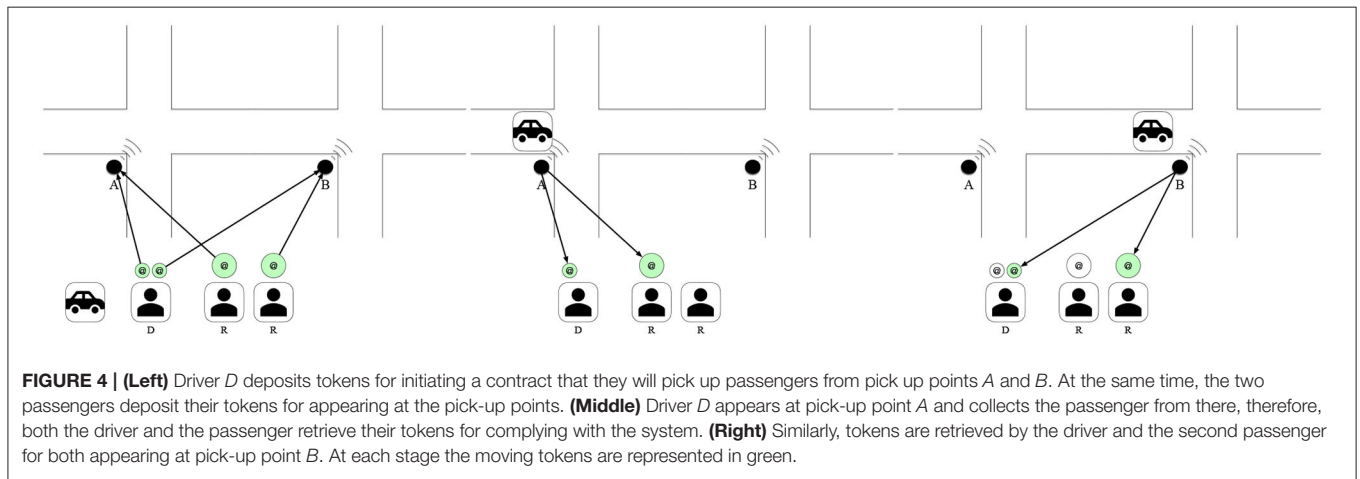 A
B
A
B
A
B
@ @ @ @
@ @
@ @ @ @
D R R
D R R
D R R
FIGURE 4 | (Left) Driver D deposits tokens for initiating a contract that they will pick up passengers from pick up points A and B. At the same time, the two
passengers deposit their tokens for appearing at the pick-up points. (Middle) Driver D appears at pick-up point A and collects the passenger from there, therefore,
both the driver and the passenger retrieve their tokens for complying with the system. (Right) Similarly, tokens are retrieved by the driver and the second passenger
for both appearing at pick-up point B. At each stage the moving tokens are represented in green.